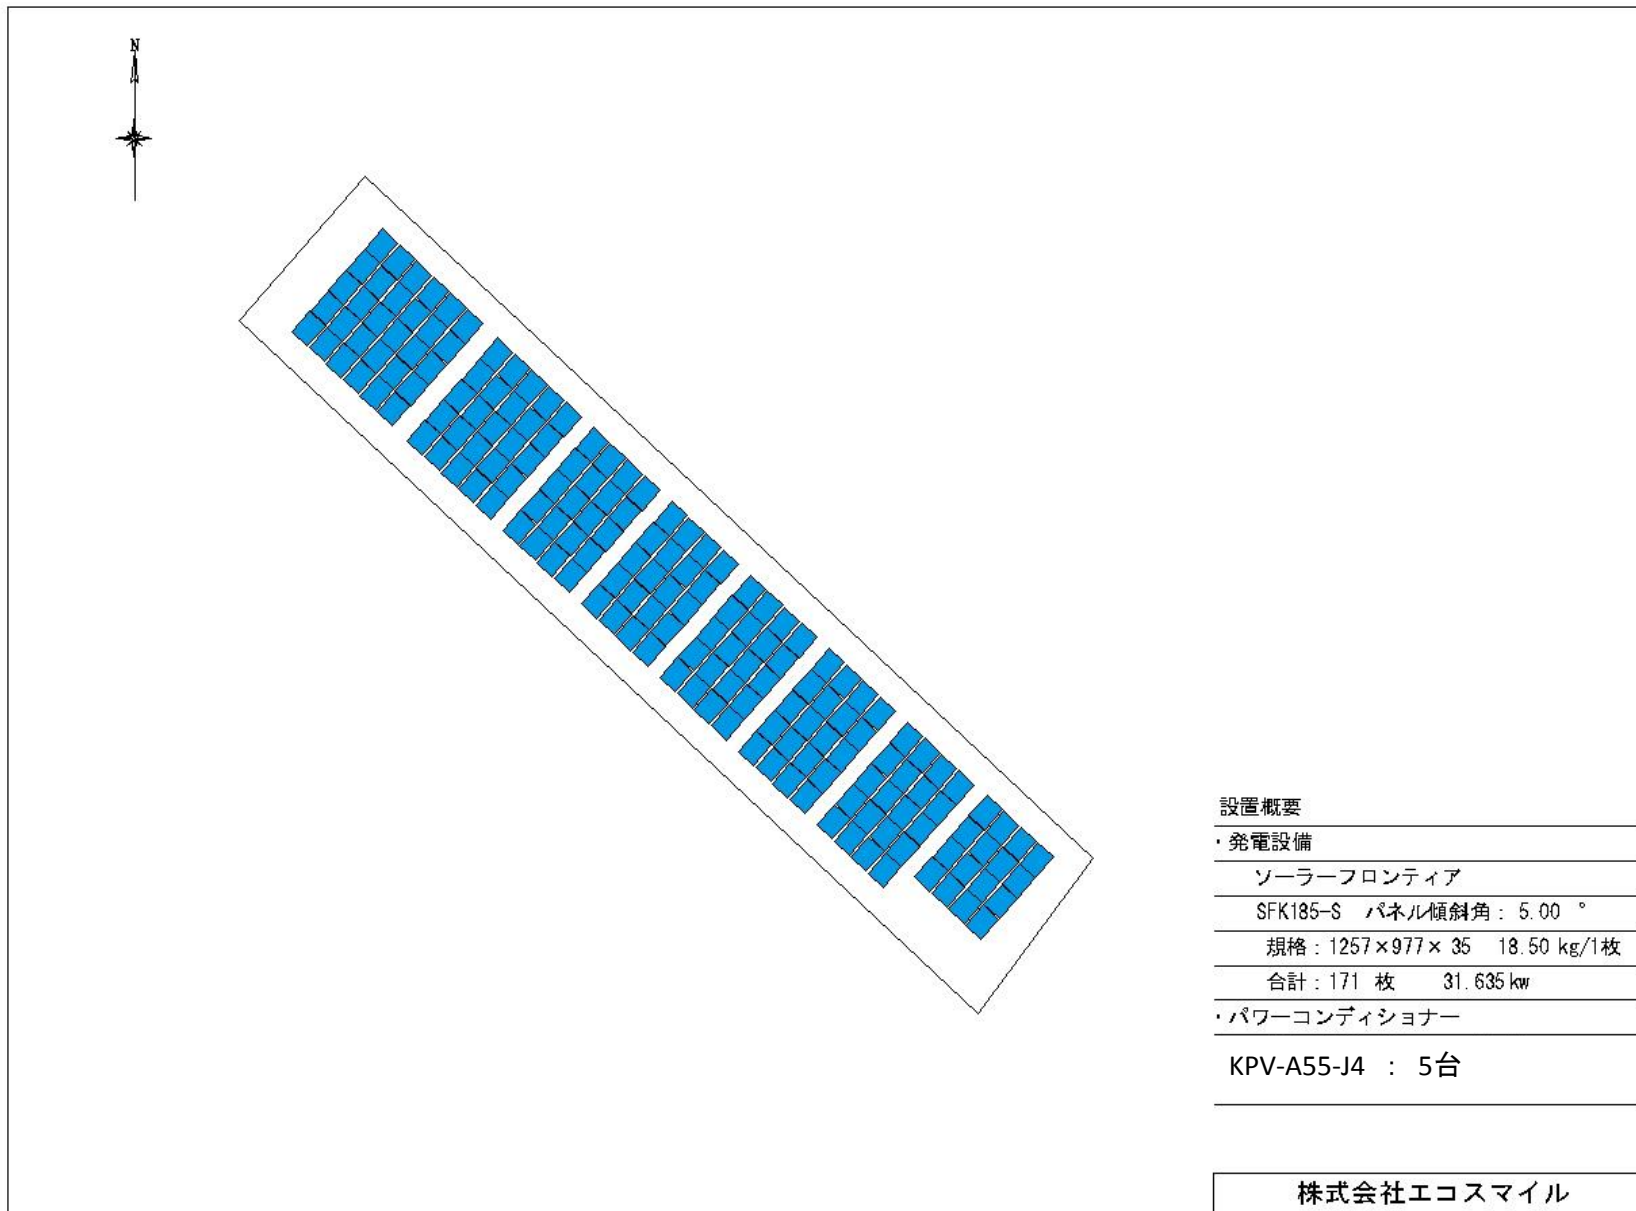 N
設置概要
・発電設備
ソーラーフロンティア
SFK185-S パネル傾斜角: 5.00 °
規格:1257×977× 35 18.50 kg/1枚
合計:171 枚 31.635kw
・パワーコンディショナー
KPV-A55-J4 : 5台
株式会社エコスマイル